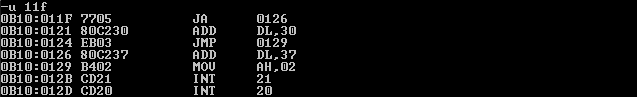 -u 11f
0B10:011F 7705          JA      0126
0B10:0121 80C230        ADD     DL,30
0B10:0124 EB03          JMP     0129
0B10:0126 80C237        ADD     DL,37
0B10:0129 B402          MOV     AH,02
0B10:012B CD21          INT     21
0B10:012D CD20          INT     20